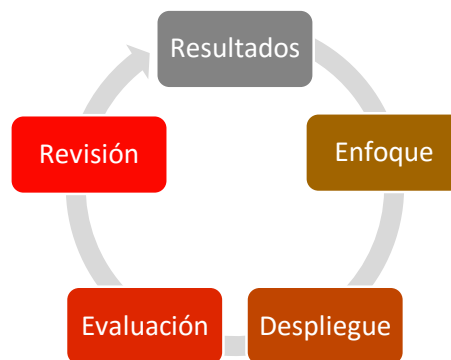 Resultados
Enfoque
Despliegue
Evaluación
Revisión